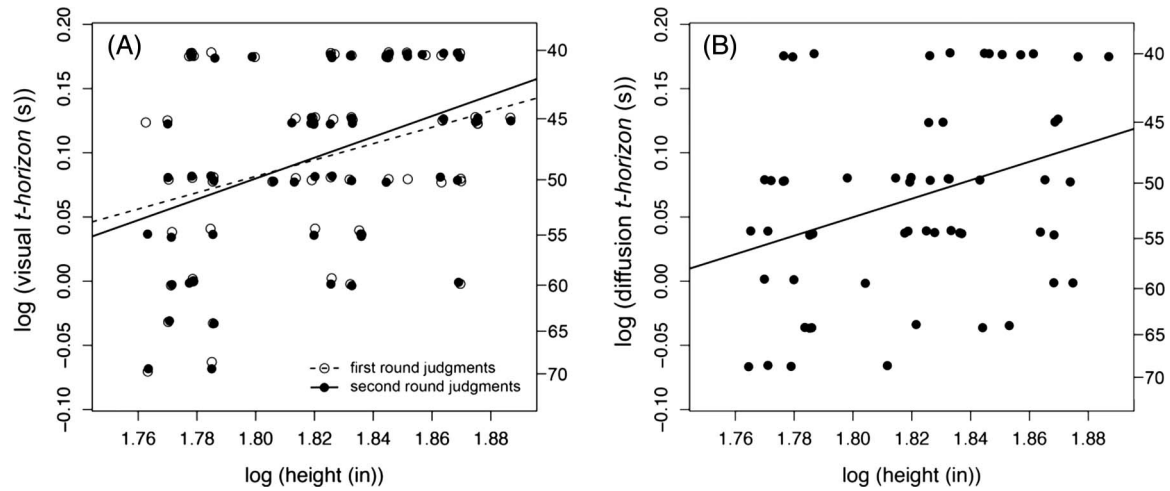 (A)
log (visual t-horizon (s))
0.20
0.15
0.10
0.05
0.00
−0.05
−0.10
40
45
50
55
60
65
70
first round judgments
second round judgments
1.76 1.78 1.80 1.82 1.84 1.86 1.88
log (height (in))
(B)
log (diffusion t-horizon (s))
0.20
0.15
0.10
0.05
0.00
−0.05
−0.10
40
45
50
55
60
65
70
1.76 1.78 1.80 1.82 1.84 1.86 1.88
log (height (in))